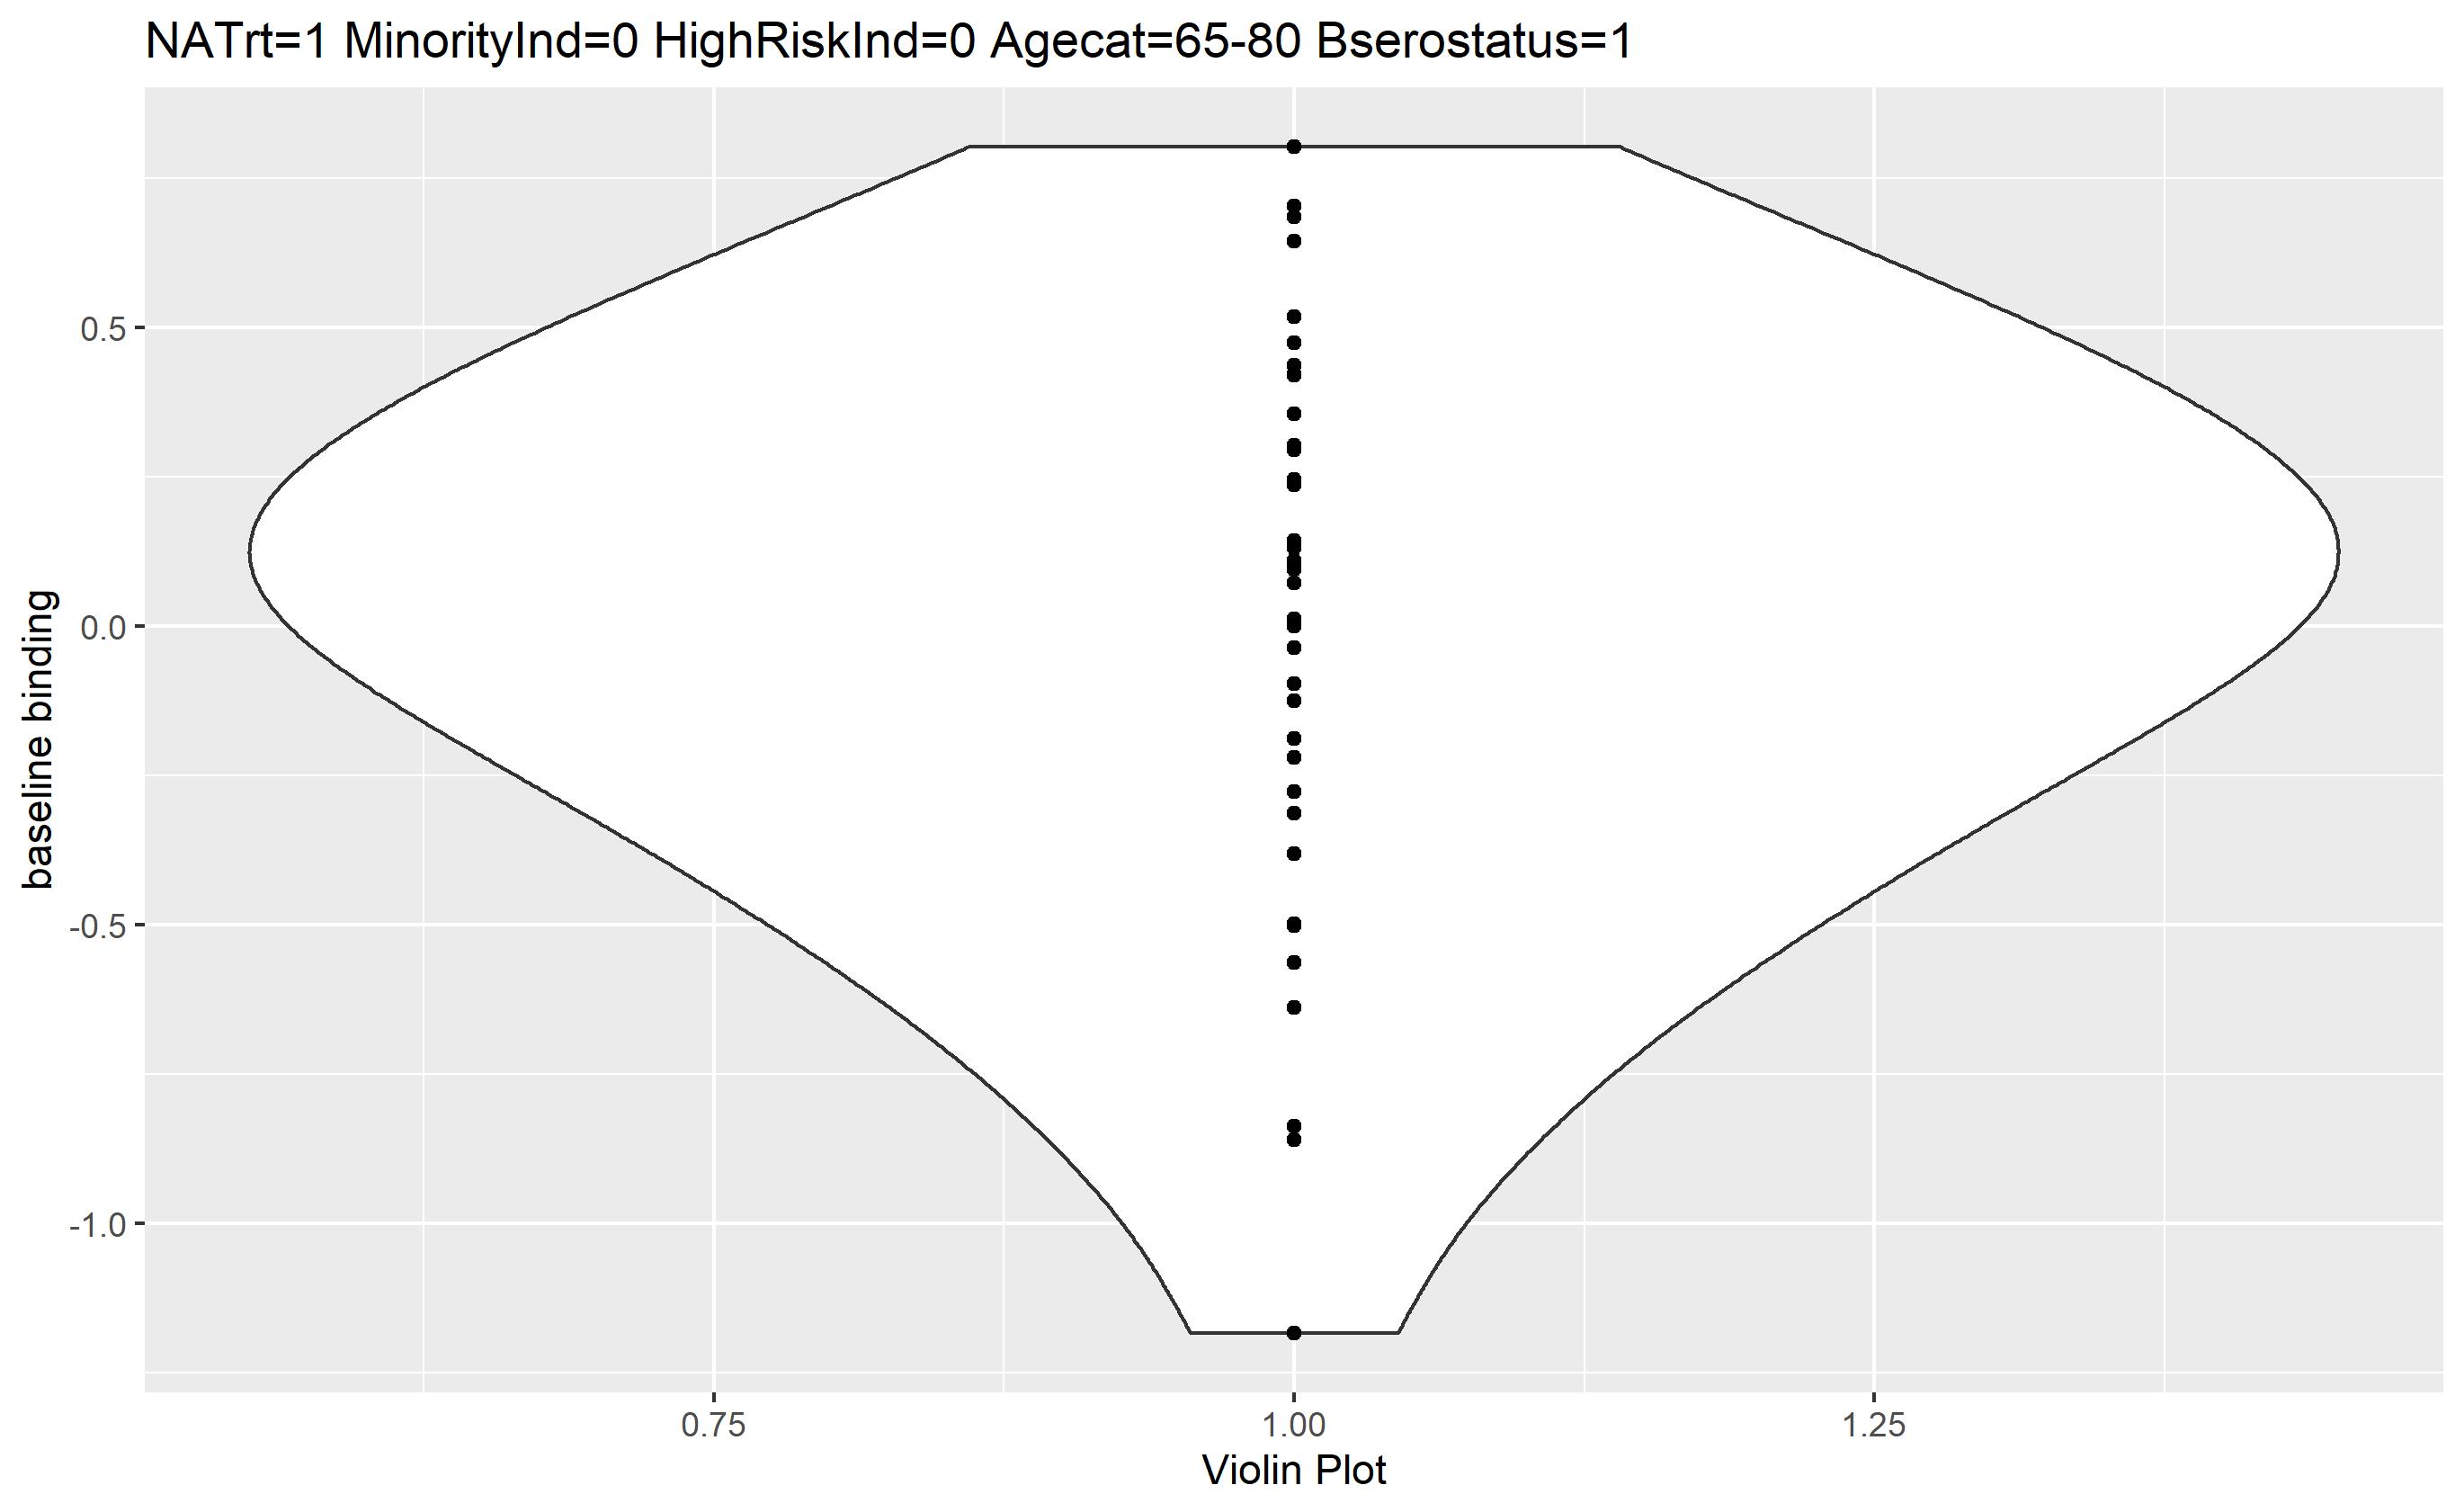 NATrt=1 MinorityInd=0 HighRiskInd=0 Agecat=65-80 Bserostatus=1
baseline binding
0.5
0.0
-0.5
-1.0
0.75 1.00 1.25
Violin Plot